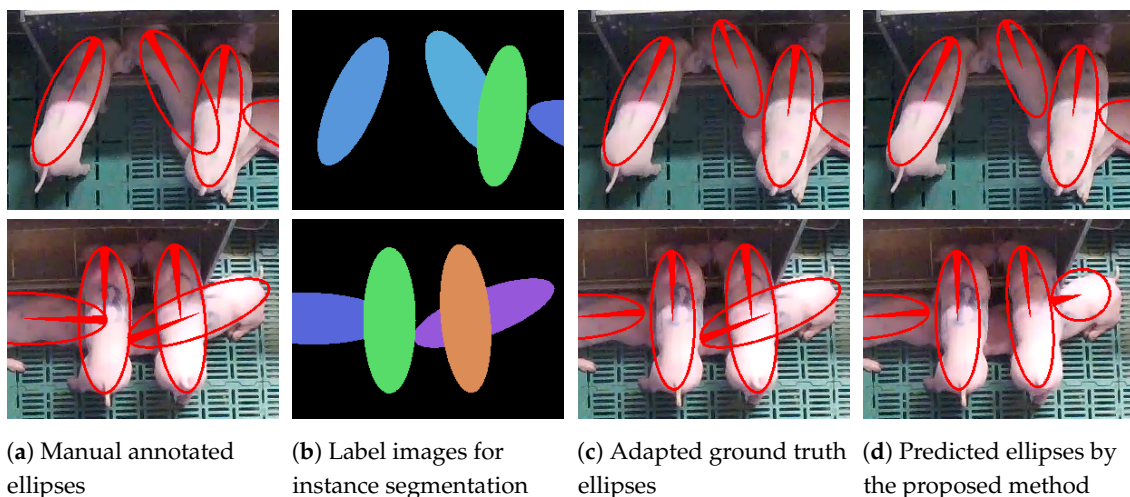 (a) Manual annotated
ellipses
(b) Label images for
instance segmentation
(c) Adapted ground truth
ellipses
(d) Predicted ellipses by
the proposed method